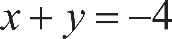 x + y = −4